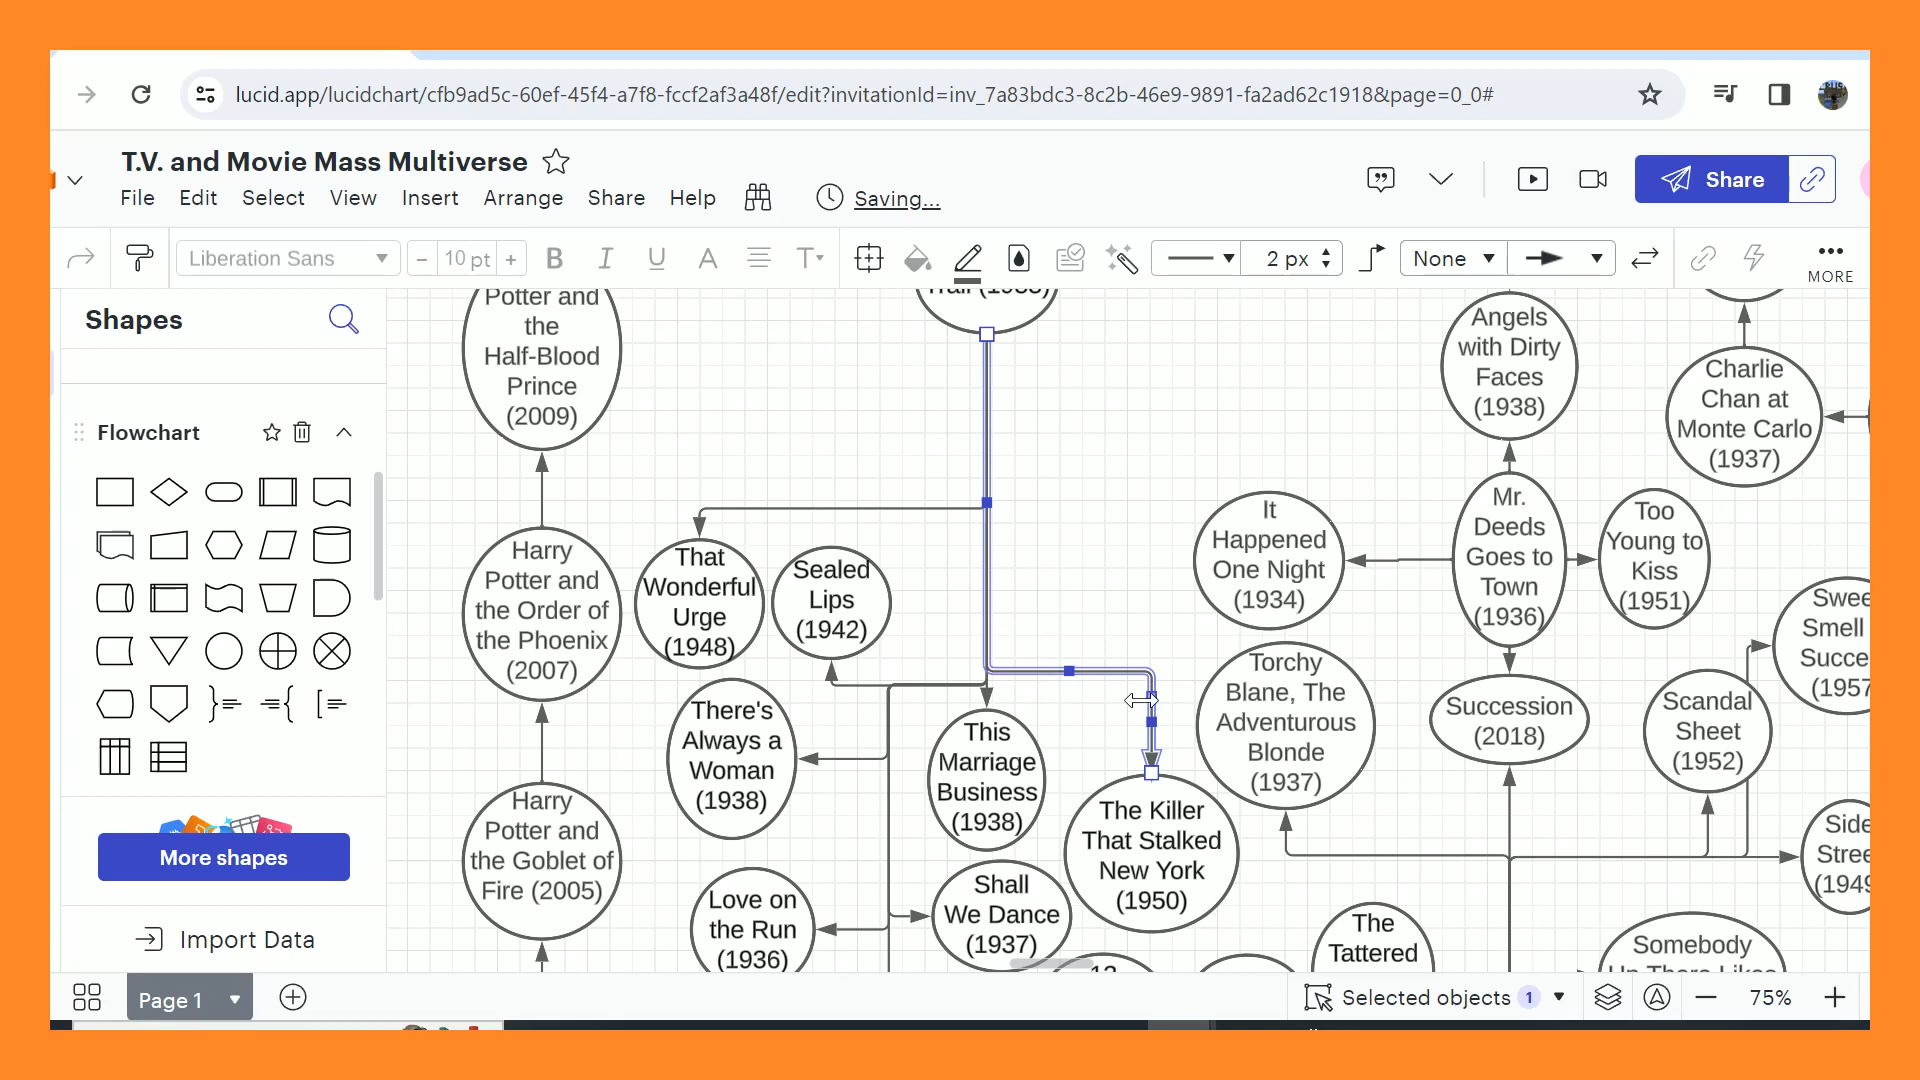 lucid.app/lucidchart/cfb9ad5c-60ef-45f4-a7f8-fccf2af3a48f/edit?invitationId=inv_7a83bdc3-8c2b-46e9-9891-fa2ad62c1918&page=0_0#
T.V. and Movie Mass Multiverse
File Edit Select View Insert Arrange Share Help Saving...
Share
Liberation Sans
10 pt
2 px
None
MORE
Shapes
Flowchart
More shapes
Import Data
Potter and
the
Half-Blood
Prince
(2009)
Harry
Potter and
the Order of
the Phoenix
(2007)
Harry
Potter and
the Goblet of
Fire (2005)
That
Wonderful
Urge
(1948)
Sealed
Lips
(1942)
There's
Always a
Woman
(1938)
Love on
the Run
(1936)
This
Marriage
Business
(1938)
Shall
We Dance
(1937)
The Killer
That Stalked
New York
(1950)
It
Happened
One Night
(1934)
Torchy
Blane, The
Adventurous
Blonde
(1937)
Angels
with Dirty
Faces
(1938)
Mr.
Deeds
Goes to
Town
(1936)
Too
Young to
Kiss
(1951)
Succession
(2018)
Charlie
Chan at
Monte Carlo
(1937)
Scandal
Sheet
(1952)
Smell
(1957
Side
(1949
The
Tattered
Somebody
Page 1
Selected objects 1
75%